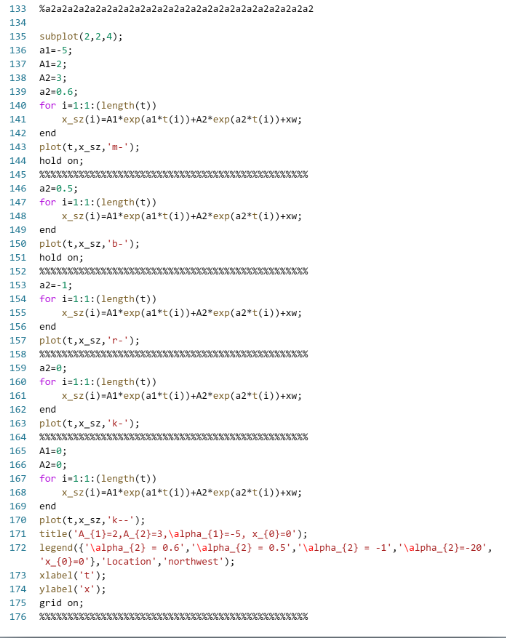 133 %a2a2a2a2a2a2a2a2a2a2a2a2a2a2a2a2a2a2a2a2a2a2a2a2a2a2a2
134
135 subplot(2,2,4);
136 a1=-5;
137 A1=2;
138 A2=3;
139 a2=0.6;
140 for i=1:1:(length(t))
141 x_sz(i)=A1*exp(a1*t(i))+A2*exp(a2*t(i))+xw;
142 end
143 plot(t,x_sz,'m-');
144 hold on;
145 %%%%%%%%%%%%%%%%%%%%%%%%%%%%%%%%%%%%%%%%%%%%%%%%
146 a2=0.5;
147 for i=1:1:(length(t))
148 x_sz(i)=A1*exp(a1*t(i))+A2*exp(a2*t(i))+xw;
149 end
150 plot(t,x_sz,'b-');
151 hold on;
152 %%%%%%%%%%%%%%%%%%%%%%%%%%%%%%%%%%%%%%%%%%%%%%%%
153 a2=-1;
154 for i=1:1:(length(t))
155 x_sz(i)=A1*exp(a1*t(i))+A2*exp(a2*t(i))+xw;
156 end
157 plot(t,x_sz,'r-');
158 %%%%%%%%%%%%%%%%%%%%%%%%%%%%%%%%%%%%%%%%%%%%%%%%
159 a2=0;
160 for i=1:1:(length(t))
161 x_sz(i)=A1*exp(a1*t(i))+A2*exp(a2*t(i))+xw;
162 end
163 plot(t,x_sz,'k-');
164 %%%%%%%%%%%%%%%%%%%%%%%%%%%%%%%%%%%%%%%%%%%%%%%%
165 A1=0;
166 A2=0;
167 for i=1:1:(length(t))
168 x_sz(i)=A1*exp(a1*t(i))+A2*exp(a2*t(i))+xw;
169 end
170 plot(t,x_sz,'k--');
171 title('A_{1}=2,A_{2}=3,\alpha_{1}=-5, x_{0}=0');
172 legend({'\alpha_{2} = 0.6','\alpha_{2} = 0.5','\alpha_{2} = -1','\alpha_{2}=-20',
'x_{0}=0'},'Location','northwest');
173 xlabel('t');
174 ylabel('x');
175 grid on;
176 %%%%%%%%%%%%%%%%%%%%%%%%%%%%%%%%%%%%%%%%%%%%%%%%